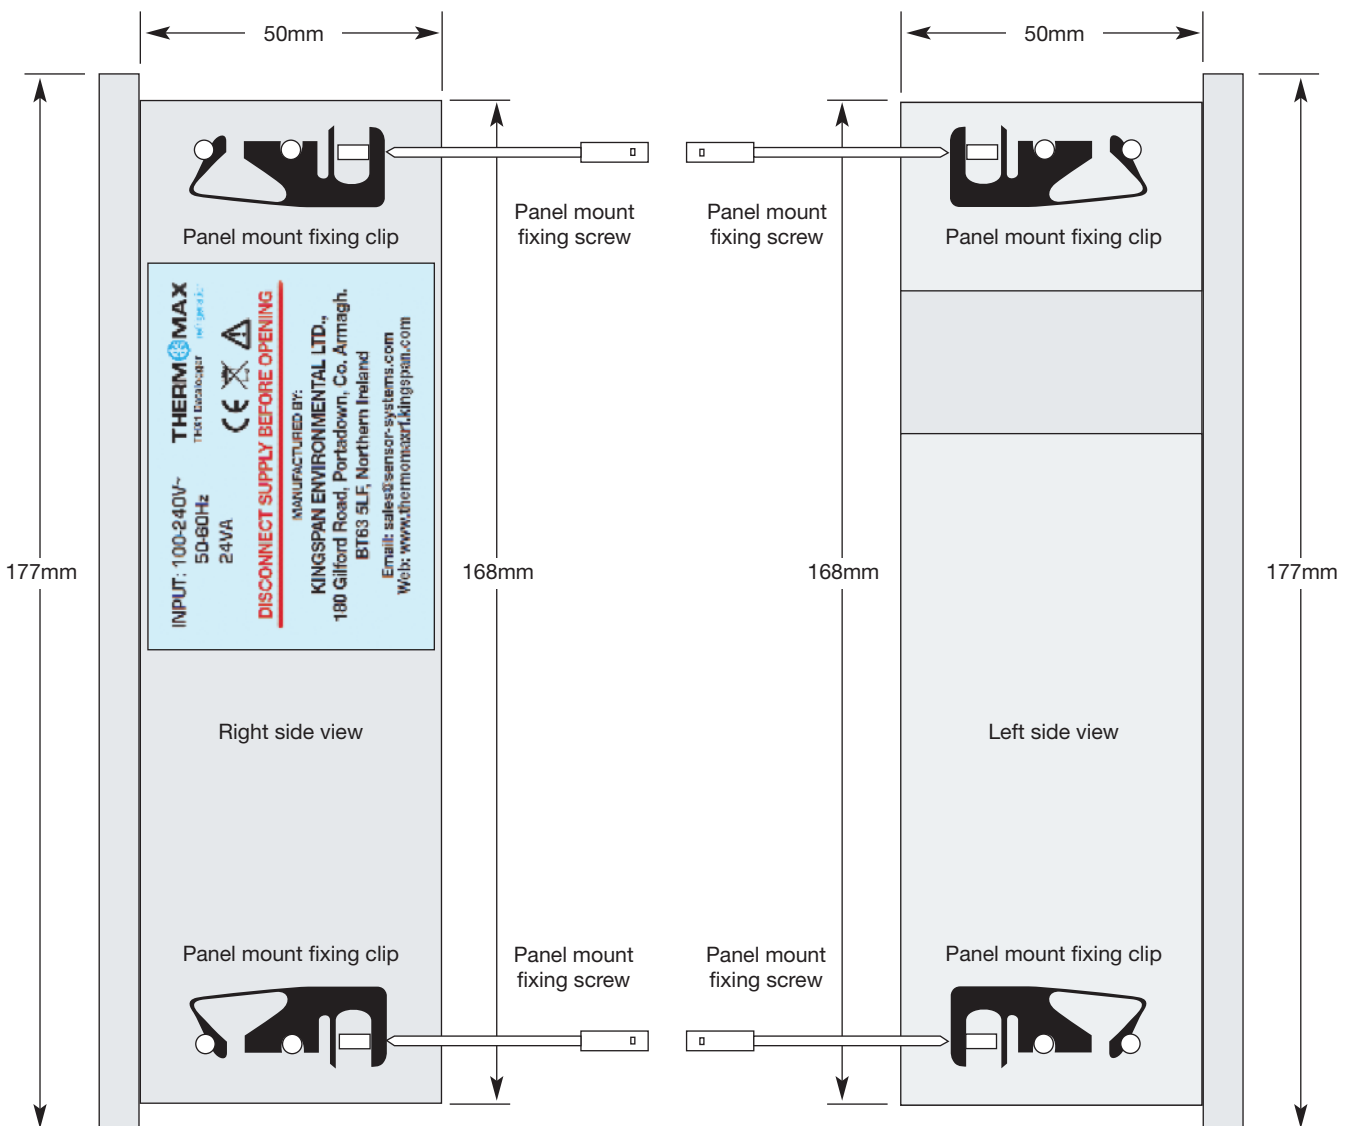 50mm
50mm
Panel mount
fixing screw
Panel mount
fixing screw
Panel mount fixing clip
Panel mount fixing clip
THERMOMAX
refrigeration
THX1 Datalogger
INPUT: 100-240V~
50-60Hz
24VA
CE
DISCONNECT SUPPLY BEFORE OPENING
MANUFACTURED BY:
KINGSPAN ENVIRONMENTAL LTD.,
180 Gilford Road, Portadown, Co. Armagh.
BT63 5LF, Northern Ireland
Email: sales@sensor-systems.com
Web: www.thermomaxrf.kingspan.com
177mm
168mm
168mm
177mm
Right side view
Left side view
Panel mount fixing clip
Panel mount
fixing screw
Panel mount
fixing screw
Panel mount fixing clip